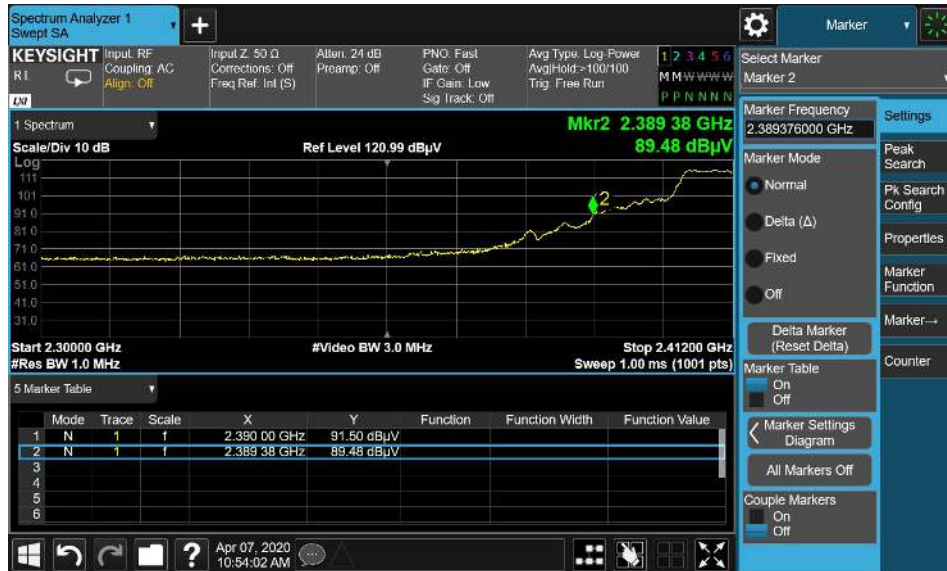 Spectrum Analyzer 1
Swept SA
Marker
KEYSIGHT Input: RF Input Z: 50 Ω Atten: 24 dB PNO: Fast Avg Type: Log-Power 1 2 3 4 5 6
RL Coupling: AC Corrections: Off Preamp: Off Gate: Off Avg|Hold:>100/100 M M W W W W
Align: Off Freq Ref: Int (S) IF Gain: Low Trig: Free Run
LXI Sig Track: Off P P N N N N
Select Marker
Marker 2
1 Spectrum
Mkr2 2.389 38 GHz
Scale/Div 10 dB Ref Level 120.99 dBµV 89.48 dBµV
Log
111
101
91.0
81.0
71.0
61.0
51.0
41.0
31.0
2
Start 2.30000 GHz #Video BW 3.0 MHz Stop 2.41200 GHz
#Res BW 1.0 MHz Sweep 1.00 ms (1001 pts)
5 Marker Table
Mode Trace Scale X Y Function Function Width Function Value
1 N 1 f 2.390 00 GHz 91.50 dBµV
2 N 1 f 2.389 38 GHz 89.48 dBµV
3
4
5
6
Marker Frequency
2.389376000 GHz
Marker Mode
Normal
Delta (Δ)
Fixed
Off
Delta Marker
(Reset Delta)
Marker Table
On
Off
Marker Settings
Diagram
All Markers Off
Couple Markers
On
Off
Settings
Peak
Search
Pk Search
Config
Properties
Marker
Function
Marker→
Counter
? Apr 07, 2020
10:54:02 AM